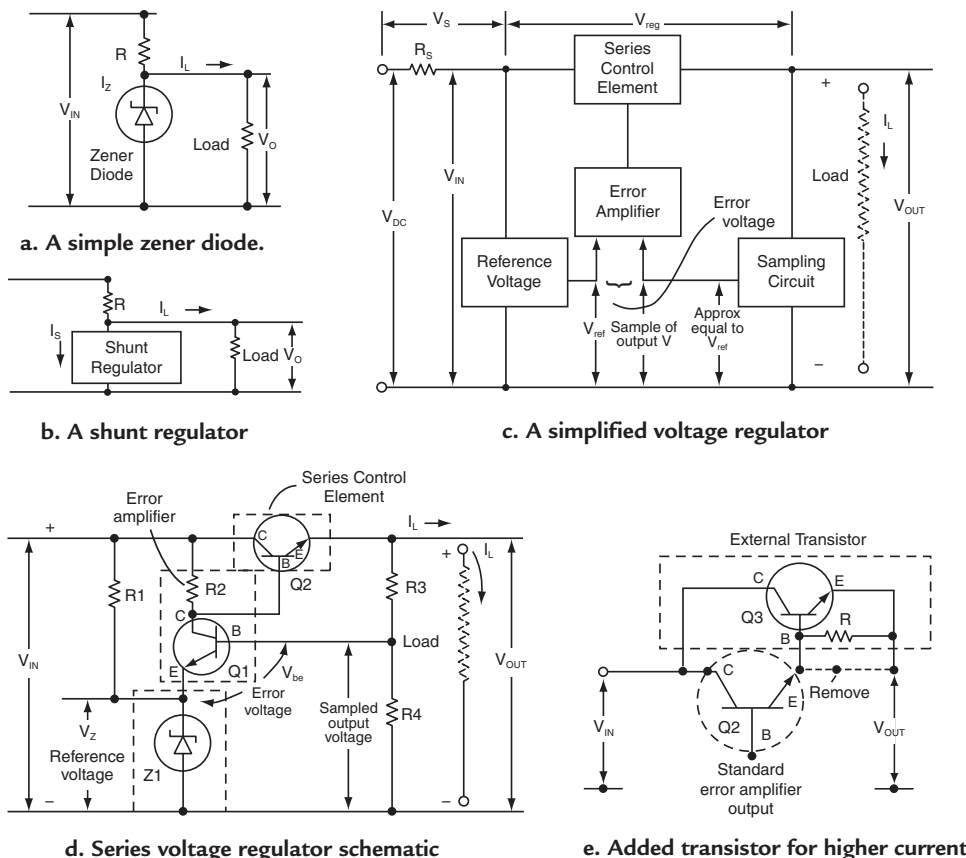 R
I_L
I_Z
V_IN
Zener
Diode
Load
V_O
a. A simple zener diode.
R
I_L
I_S
Shunt
Regulator
Load
V_O
b. A shunt regulator
V_S
V_reg
R_S
Series
Control
Element
+
I_L
V_IN
Error
Amplifier
Error
voltage
Load
V_DC
V_OUT
Reference
Voltage
Sampling
Circuit
V_ref
Sample of
output V
Approx
equal to
V_ref
–
c. A simplified voltage regulator
Series Control
Element
Error
amplifier
I_L
+
C
E
B
Q2
+
I_L
R1
R2
R3
C
B
Load
V_IN
E
Q1
V_be
V_OUT
Error
voltage
Sampled
output
voltage
R4
V_Z
Reference
voltage
Z1
–
–
d. Series voltage regulator schematic
External Transistor
C
E
Q3
R
B
C
E
Remove
V_IN
Q2
B
V_OUT
Standard
error amplifier
output
e. Added transistor for higher current